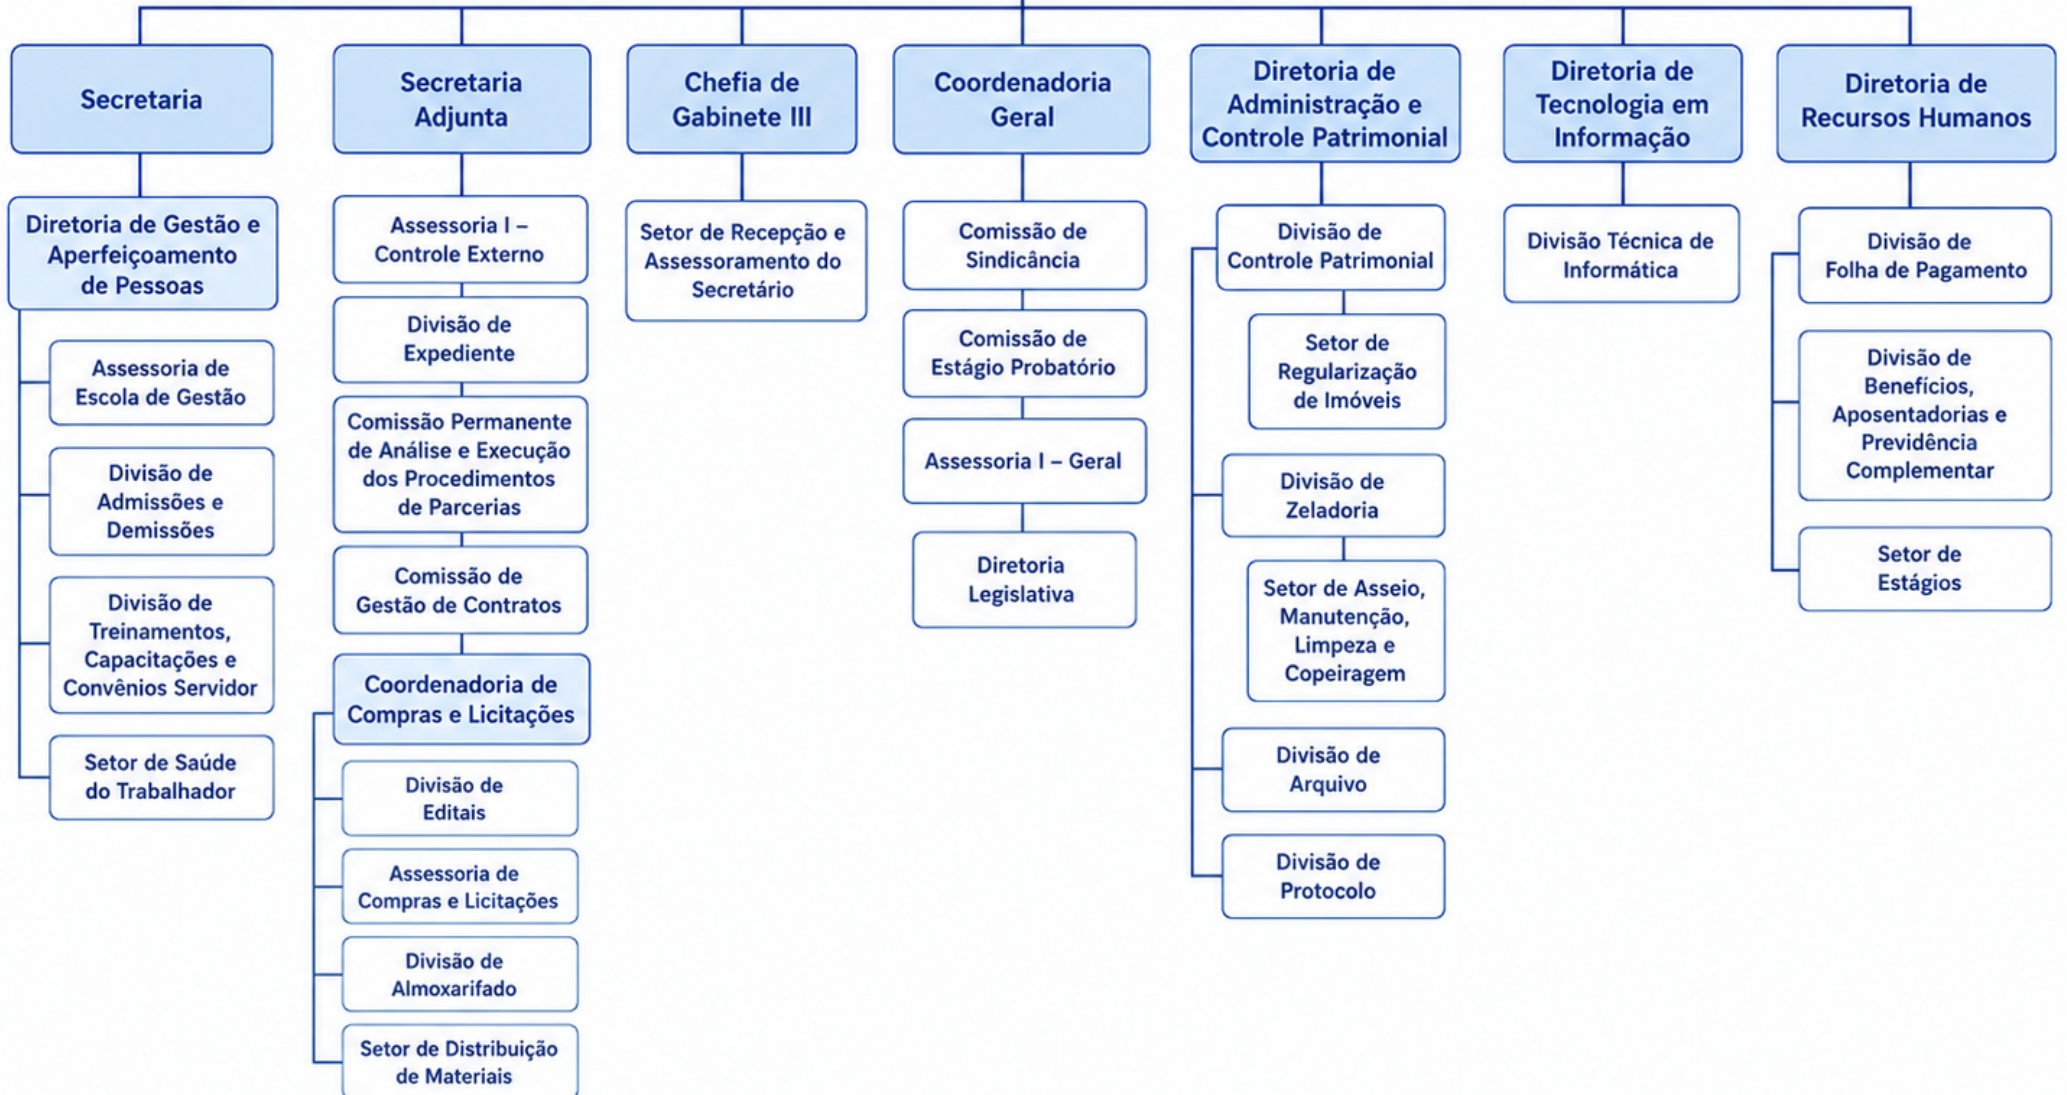 Secretaria
Diretoria de Gestão e
Aperfeiçoamento
de Pessoas
Assessoria de
Escola de Gestão
Divisão de
Admissões e
Demissões
Divisão de
Treinamentos,
Capacitações e
Convênios Servidor
Setor de Saúde
do Trabalhador
Secretaria
Adjunta
Assessoria I –
Controle Externo
Divisão de
Expediente
Comissão Permanente
de Análise e Execução
dos Procedimentos
de Parcerias
Comissão de
Gestão de Contratos
Coordenadoria de
Compras e Licitações
Divisão de
Editais
Assessoria de
Compras e Licitações
Divisão de
Almoxarifado
Setor de Distribuição
de Materiais
Chefia de
Gabinete III
Setor de Recepção e
Assessoramento do
Secretário
Coordenadoria
Geral
Comissão de
Sindicância
Comissão de
Estágio Probatório
Assessoria I – Geral
Diretoria
Legislativa
Diretoria de
Administração e
Controle Patrimonial
Divisão de
Controle Patrimonial
Setor de
Regularização
de Imóveis
Divisão de
Zeladoria
Setor de Asseio,
Manutenção,
Limpeza e
Copeiragem
Divisão de
Arquivo
Divisão de
Protocolo
Diretoria de
Tecnologia em
Informação
Divisão Técnica de
Informática
Diretoria de
Recursos Humanos
Divisão de
Folha de Pagamento
Divisão de
Benefícios,
Aposentadorias e
Previdência
Complementar
Setor de
Estágios